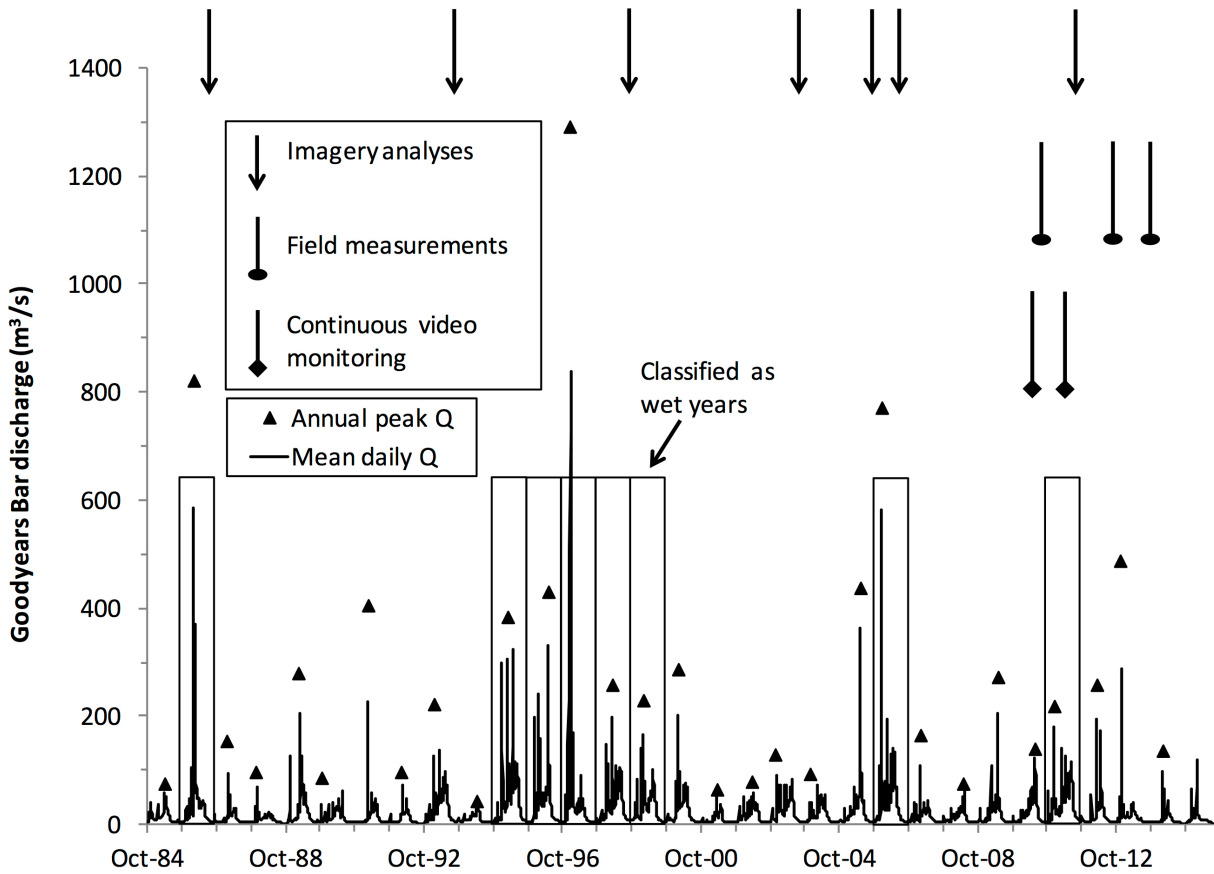 1400
1200
1000
800
600
400
200
0
Goodyears Bar discharge (m³/s)
Imagery analyses
Field measurements
Continuous video
monitoring
Annual peak Q
Mean daily Q
Classified as
wet years
Oct-84 Oct-88 Oct-92 Oct-96 Oct-00 Oct-04 Oct-08 Oct-12